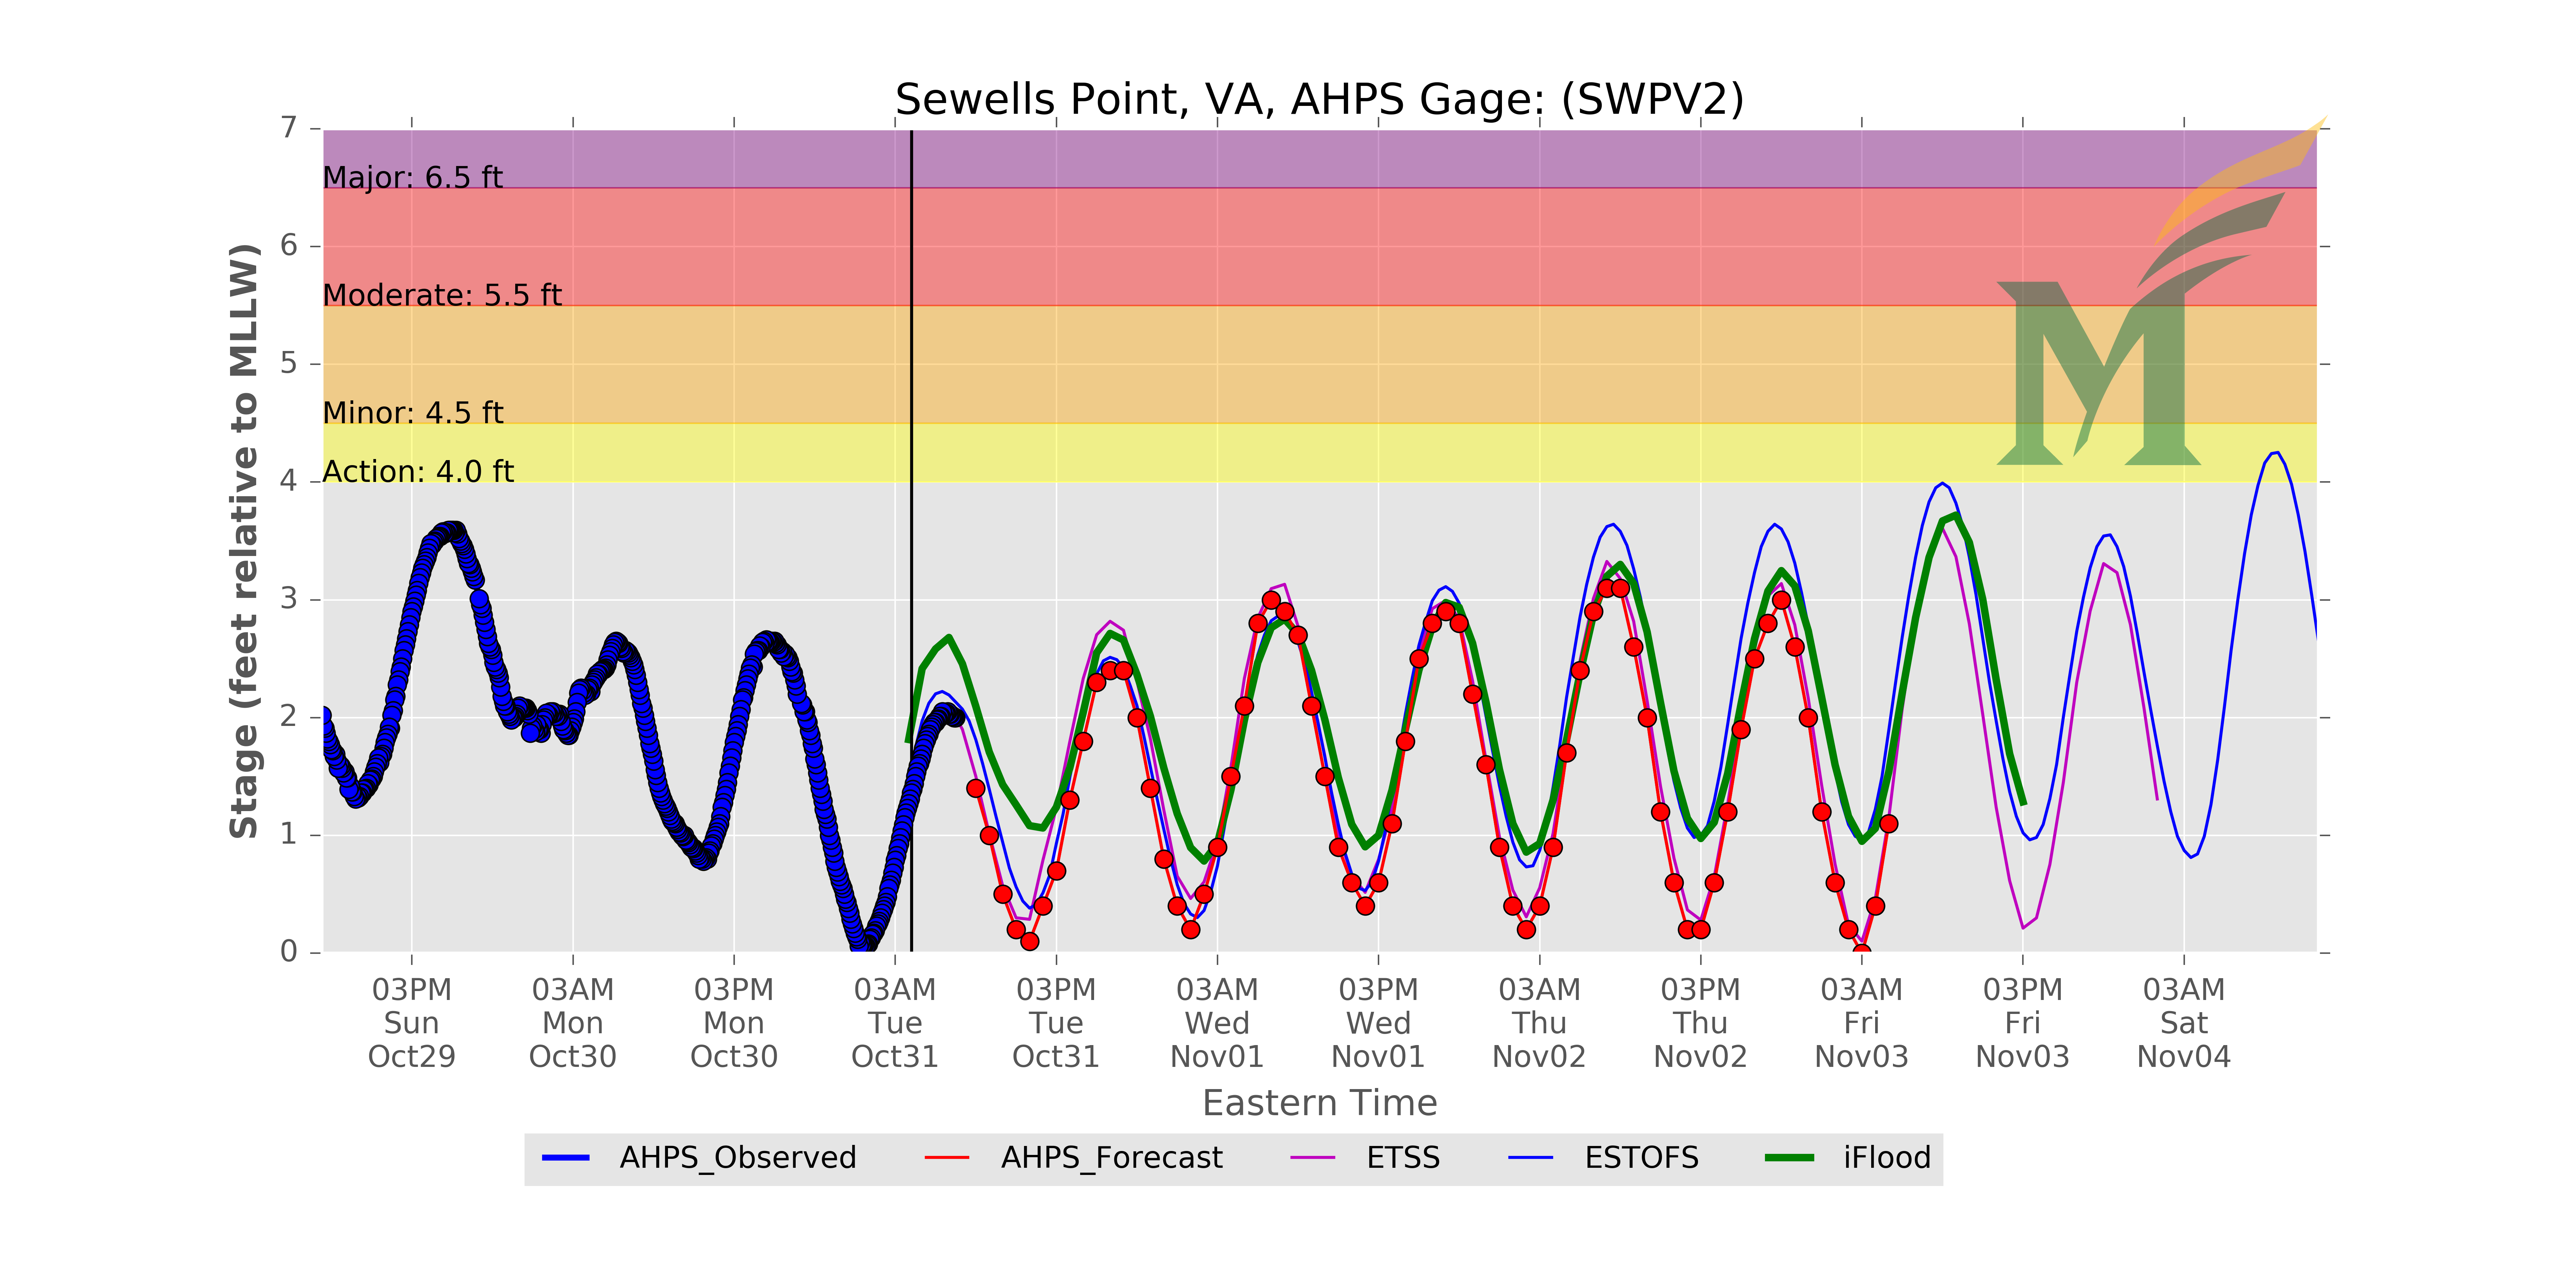 Sewells Point, VA, AHPS Gage: (SWPV2)
Stage (feet relative to MLLW)
7
6
5
4
3
2
1
0
Major: 6.5 ft
Moderate: 5.5 ft
Minor: 4.5 ft
Action: 4.0 ft
M
03PM 03AM 03PM 03AM 03PM 03AM 03PM 03AM 03PM 03AM 03PM 03AM
Sun Mon Mon Tue Tue Wed Wed Thu Thu Fri Fri Sat
Oct29 Oct30 Oct30 Oct31 Oct31 Nov01 Nov01 Nov02 Nov02 Nov03 Nov03 Nov04
Eastern Time
AHPS_Observed AHPS_Forecast ETSS ESTOFS iFlood